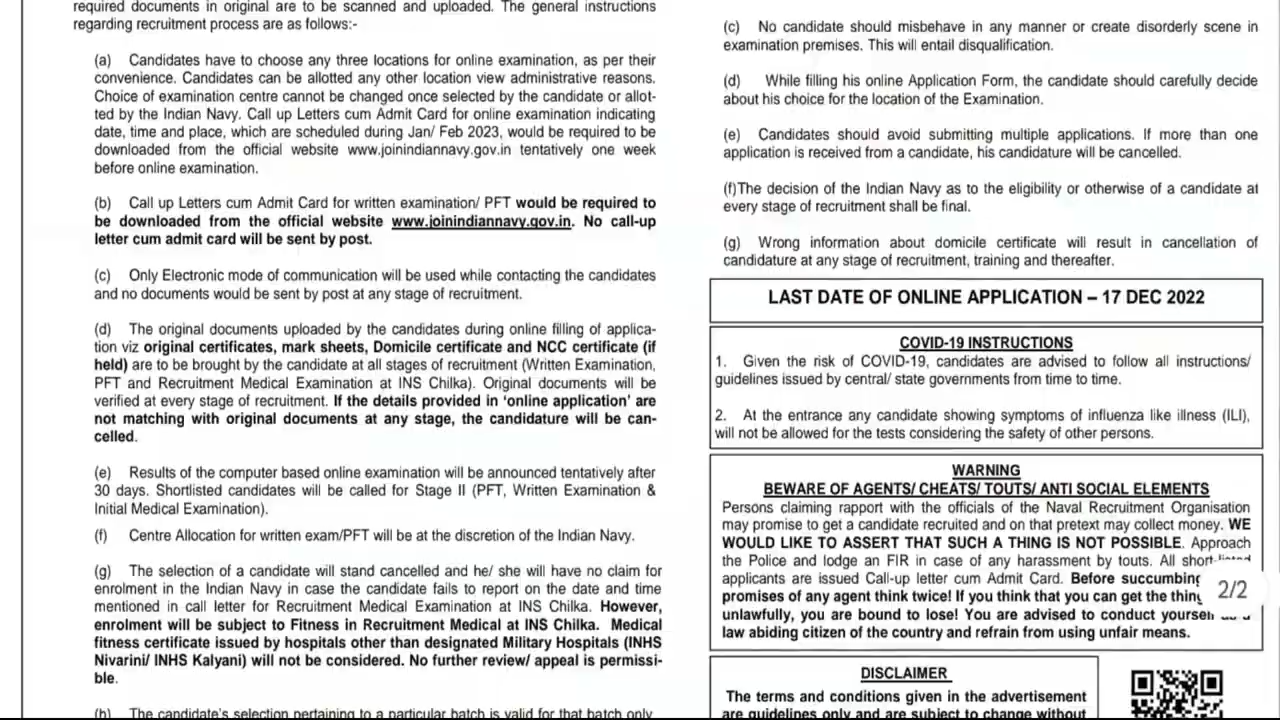 required documents in original are to be scanned and uploaded. The general instructions
regarding recruitment process are as follows:-
(a) Candidates have to choose any three locations for online examination, as per their
convenience. Candidates can be allotted any other location view administrative reasons.
Choice of examination centre cannot be changed once selected by the candidate or allot-
ted by the Indian Navy. Call up Letters cum Admit Card for online examination indicating
date, time and place, which are scheduled during Jan/ Feb 2023, would be required to be
downloaded from the official website www.joinindiannavy.gov.in tentatively one week
before online examination.
(b) Call up Letters cum Admit Card for written examination/ PFT would be required to
be downloaded from the official website www.joinindiannavy.gov.in. No call-up
letter cum admit card will be sent by post.
(c) Only Electronic mode of communication will be used while contacting the candidates
and no documents would be sent by post at any stage of recruitment.
(d) The original documents uploaded by the candidates during online filling of applica-
tion viz original certificates, mark sheets, Domicile certificate and NCC certificate (if
held) are to be brought by the candidate at all stages of recruitment (Written Examination,
PFT and Recruitment Medical Examination at INS Chilka). Original documents will be
verified at every stage of recruitment. If the details provided in 'online application' are
not matching with original documents at any stage, the candidature will be can-
celled.
(e) Results of the computer based online examination will be announced tentatively after
30 days. Shortlisted candidates will be called for Stage II (PFT, Written Examination &
Initial Medical Examination).
(f) Centre Allocation for written exam/PFT will be at the discretion of the Indian Navy.
(g) The selection of a candidate will stand cancelled and he/ she will have no claim for
enrolment in the Indian Navy in case the candidate fails to report on the date and time
mentioned in call letter for Recruitment Medical Examination at INS Chilka. However,
enrolment will be subject to Fitness in Recruitment Medical at INS Chilka. Medical
fitness certificate issued by hospitals other than designated Military Hospitals (INHS
Nivarini/ INHS Kalyani) will not be considered. No further review/ appeal is permissi-
ble.
(h) The candidate's selection pertaining to a particular batch is valid for that batch only.
(c) No candidate should misbehave in any manner or create disorderly scene in
examination premises. This will entail disqualification.
(d) While filling his online Application Form, the candidate should carefully decide
about his choice for the location of the Examination.
(e) Candidates should avoid submitting multiple applications. If more than one
application is received from a candidate, his candidature will be cancelled.
(f)The decision of the Indian Navy as to the eligibility or otherwise of a candidate at
every stage of recruitment shall be final.
(g) Wrong information about domicile certificate will result in cancellation of
candidature at any stage of recruitment, training and thereafter.
LAST DATE OF ONLINE APPLICATION – 17 DEC 2022
COVID-19 INSTRUCTIONS
1. Given the risk of COVID-19, candidates are advised to follow all instructions/
guidelines issued by central/ state governments from time to time.
2. At the entrance any candidate showing symptoms of influenza like illness (ILI),
will not be allowed for the tests considering the safety of other persons.
WARNING
BEWARE OF AGENTS/ CHEATS/ TOUTS/ ANTI SOCIAL ELEMENTS
Persons claiming rapport with the officials of the Naval Recruitment Organisation
may promise to get a candidate recruited and on that pretext may collect money. WE
WOULD LIKE TO ASSERT THAT SUCH A THING IS NOT POSSIBLE. Approach
the Police and lodge an FIR in case of any harassment by touts. All short-listed
applicants are issued Call-up letter cum Admit Card. Before succumbing
promises of any agent think twice! If you think that you can get the thing
unlawfully, you are bound to lose! You are advised to conduct yourself as a
law abiding citizen of the country and refrain from using unfair means.
2/2
DISCLAIMER
The terms and conditions given in the advertisement
are guidelines only and are subject to change without